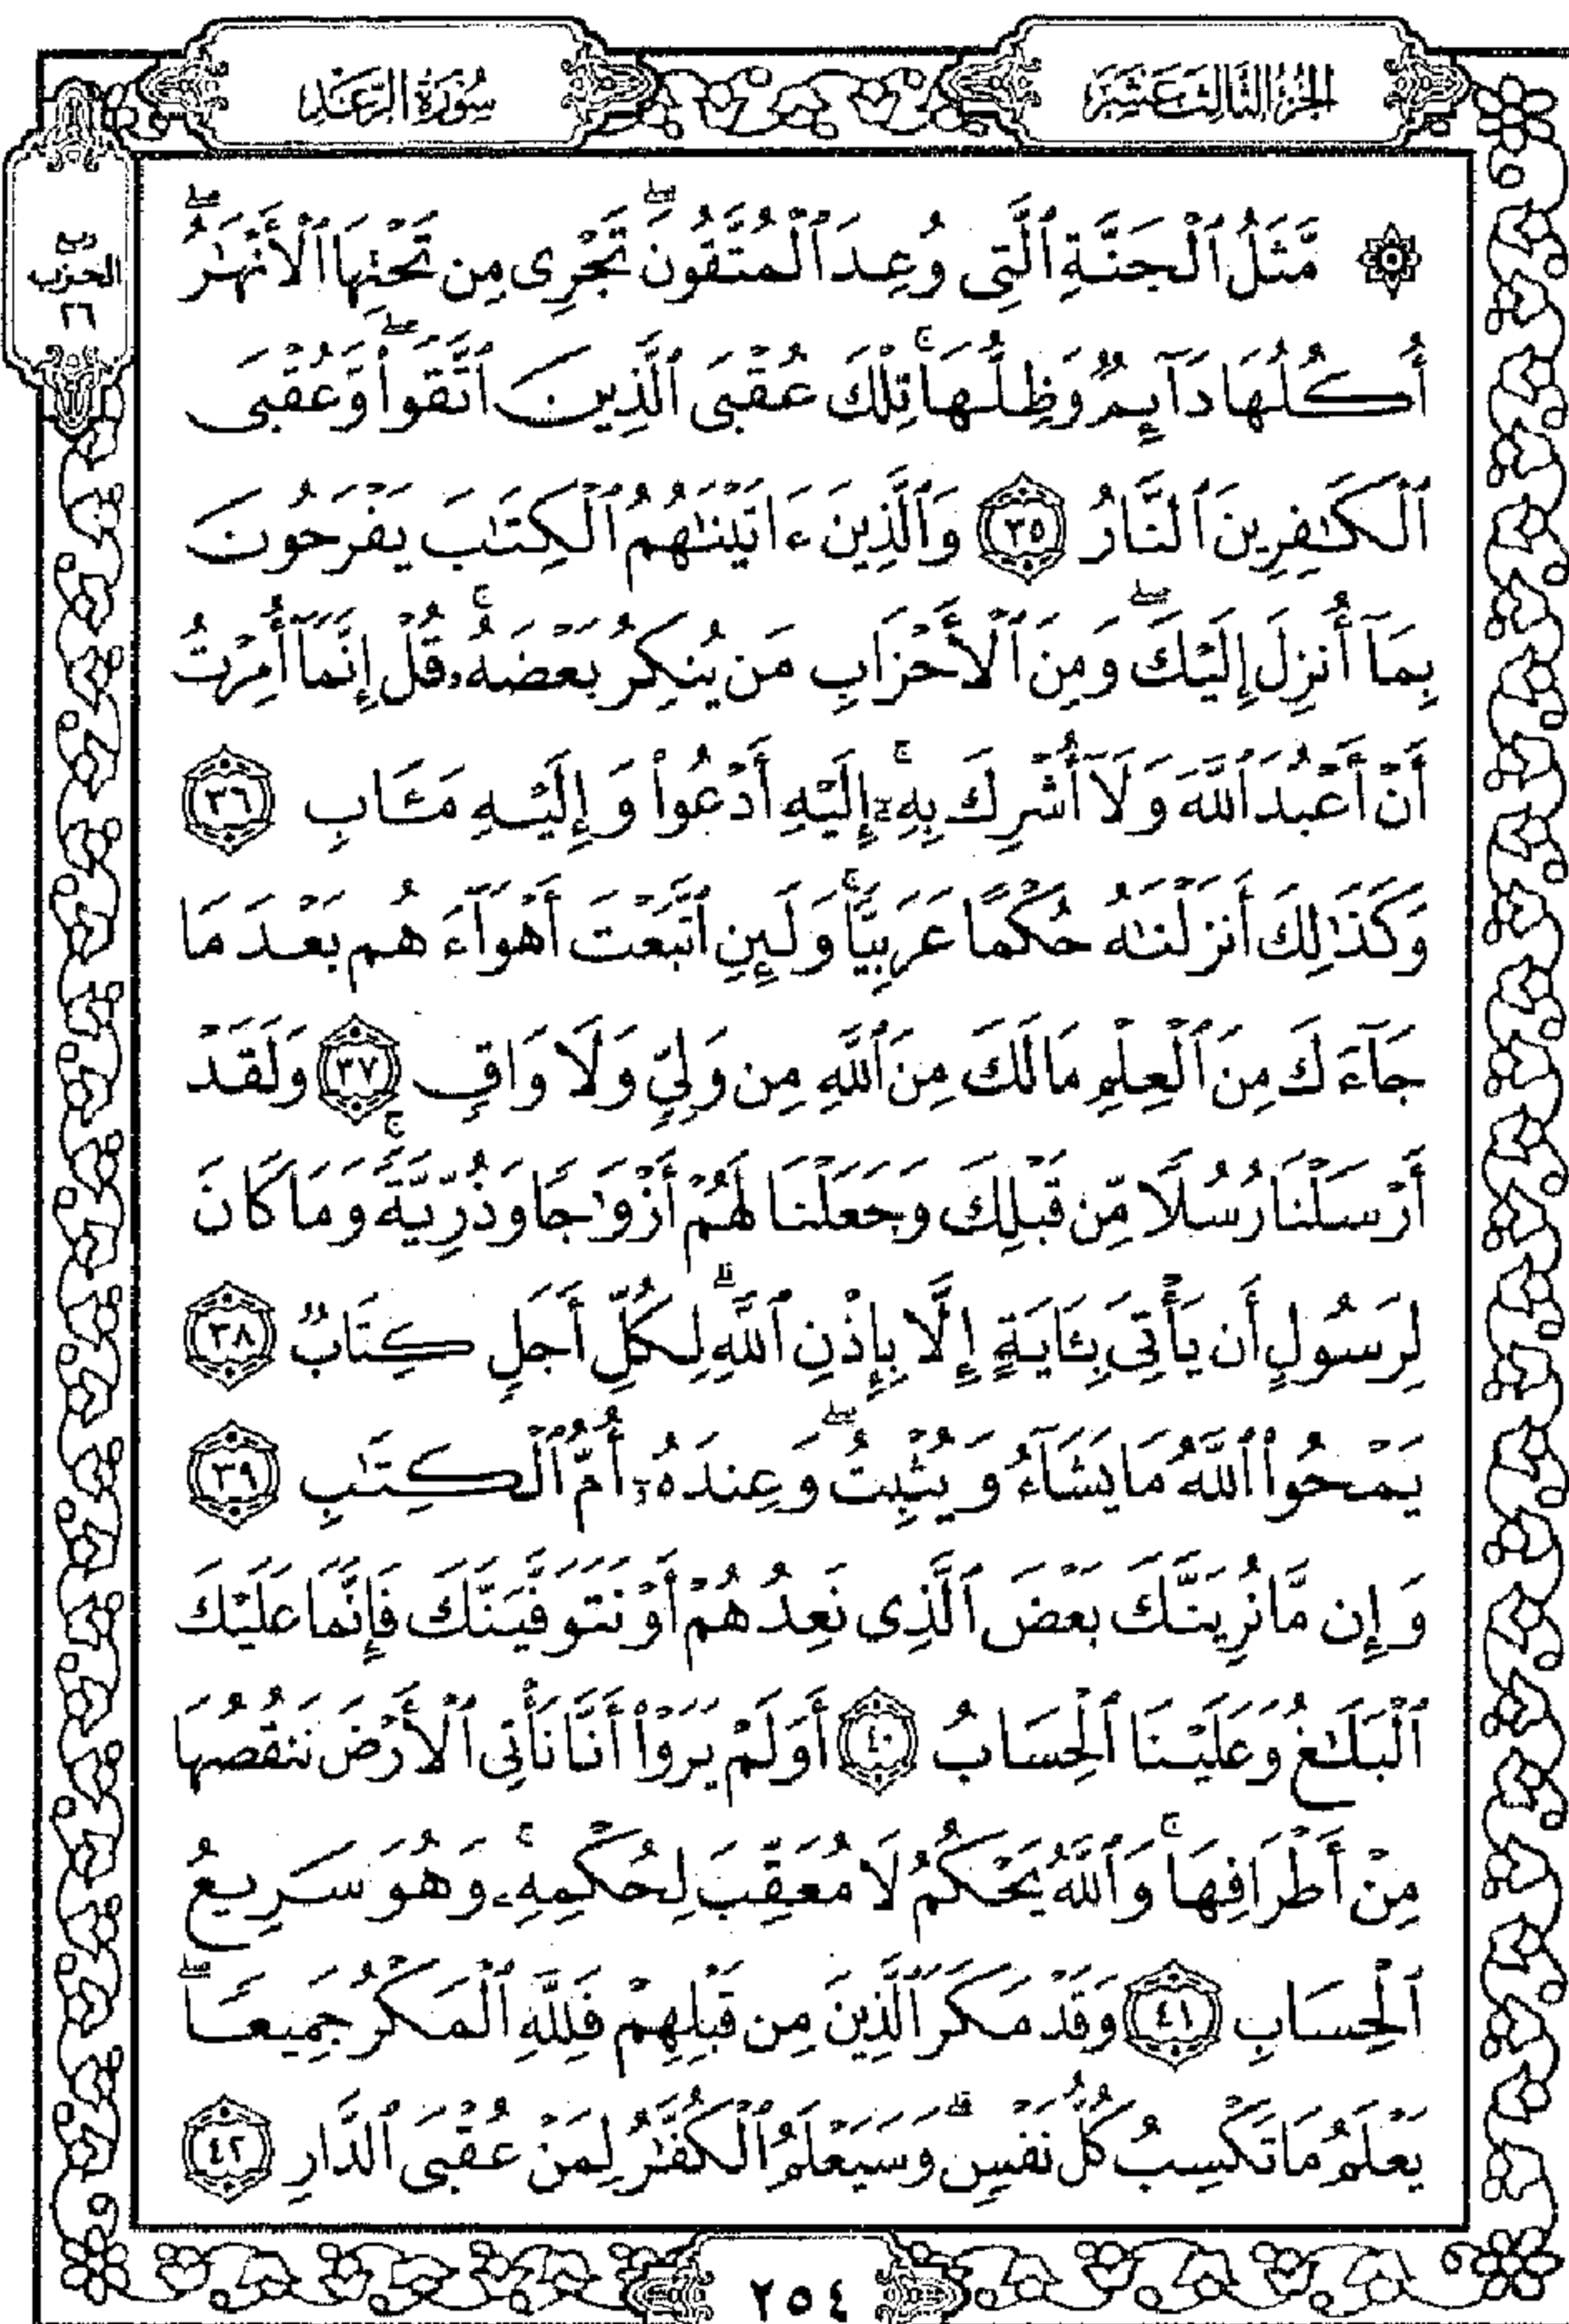 الجزء الثالث عشر
سورة الرعد
ربع
الحزب
٢٦
۞ مَّثَلُ ٱلْجَنَّةِ ٱلَّتِى وُعِدَ ٱلْمُتَّقُونَ ۖ تَجْرِى مِن تَحْتِهَا ٱلْأَنْهَٰرُ ۖ
أُكُلُهَا دَآئِمٌ وَظِلُّهَا ۚ تِلْكَ عُقْبَى ٱلَّذِينَ ٱتَّقَوا۟ ۖ وَّعُقْبَى
ٱلْكَٰفِرِينَ ٱلنَّارُ ٣٥ وَٱلَّذِينَ ءَاتَيْنَٰهُمُ ٱلْكِتَٰبَ يَفْرَحُونَ
بِمَآ أُنزِلَ إِلَيْكَ ۖ وَمِنَ ٱلْأَحْزَابِ مَن يُنكِرُ بَعْضَهُۥ ۚ قُلْ إِنَّمَآ أُمِرْتُ
أَنْ أَعْبُدَ ٱللَّهَ وَلَآ أُشْرِكَ بِهِۦٓ ۚ إِلَيْهِ أَدْعُوا۟ وَإِلَيْهِ مَـَٔابِ ٣٦
وَكَذَٰلِكَ أَنزَلْنَٰهُ حُكْمًا عَرَبِيًّا ۚ وَلَئِنِ ٱتَّبَعْتَ أَهْوَآءَهُم بَعْدَ مَا
جَآءَكَ مِنَ ٱلْعِلْمِ مَا لَكَ مِنَ ٱللَّهِ مِن وَلِىٍّ وَلَا وَاقٍ ٣٧ وَلَقَدْ
أَرْسَلْنَا رُسُلًا مِّن قَبْلِكَ وَجَعَلْنَا لَهُمْ أَزْوَٰجًا وَذُرِّيَّةً ۚ وَمَا كَانَ
لِرَسُولٍ أَن يَأْتِىَ بِـَٔايَةٍ إِلَّا بِإِذْنِ ٱللَّهِ ۗ لِكُلِّ أَجَلٍ كِتَابٌ ٣٨
يَمْحُوا۟ ٱللَّهُ مَا يَشَآءُ وَيُثْبِتُ ۖ وَعِندَهُۥٓ أُمُّ ٱلْكِتَٰبِ ٣٩
وَإِن مَّا نُرِيَنَّكَ بَعْضَ ٱلَّذِى نَعِدُهُمْ أَوْ نَتَوَفَّيَنَّكَ فَإِنَّمَا عَلَيْكَ
ٱلْبَلَٰغُ وَعَلَيْنَا ٱلْحِسَابُ ٤٠ أَوَلَمْ يَرَوْا۟ أَنَّا نَأْتِى ٱلْأَرْضَ نَنقُصُهَا
مِنْ أَطْرَافِهَا ۚ وَٱللَّهُ يَحْكُمُ لَا مُعَقِّبَ لِحُكْمِهِۦ ۚ وَهُوَ سَرِيعُ
ٱلْحِسَابِ ٤١ وَقَدْ مَكَرَ ٱلَّذِينَ مِن قَبْلِهِمْ فَلِلَّهِ ٱلْمَكْرُ جَمِيعًا ۖ
يَعْلَمُ مَا تَكْسِبُ كُلُّ نَفْسٍ ۗ وَسَيَعْلَمُ ٱلْكُفَّٰرُ لِمَنْ عُقْبَى ٱلدَّارِ ٤٢
٢٥٤